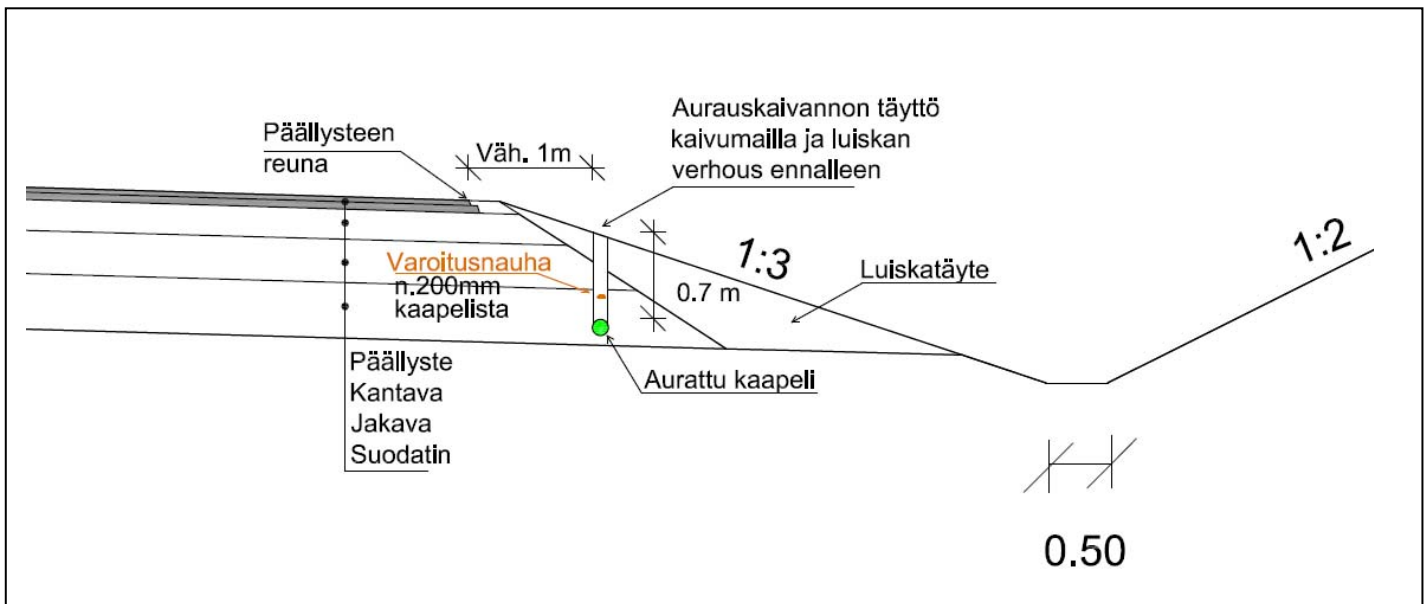 Päällysteen
reuna
Väh. 1m
Aurauskaivannon täyttö
kaivumailla ja luiskan
verhous ennalleen
Varoitusnauha
n.200mm
kaapelista
0.7 m
1:3
Luiskatäyte
1:2
Päällyste
Kantava
Jakava
Suodatin
Aurattu kaapeli
0.50